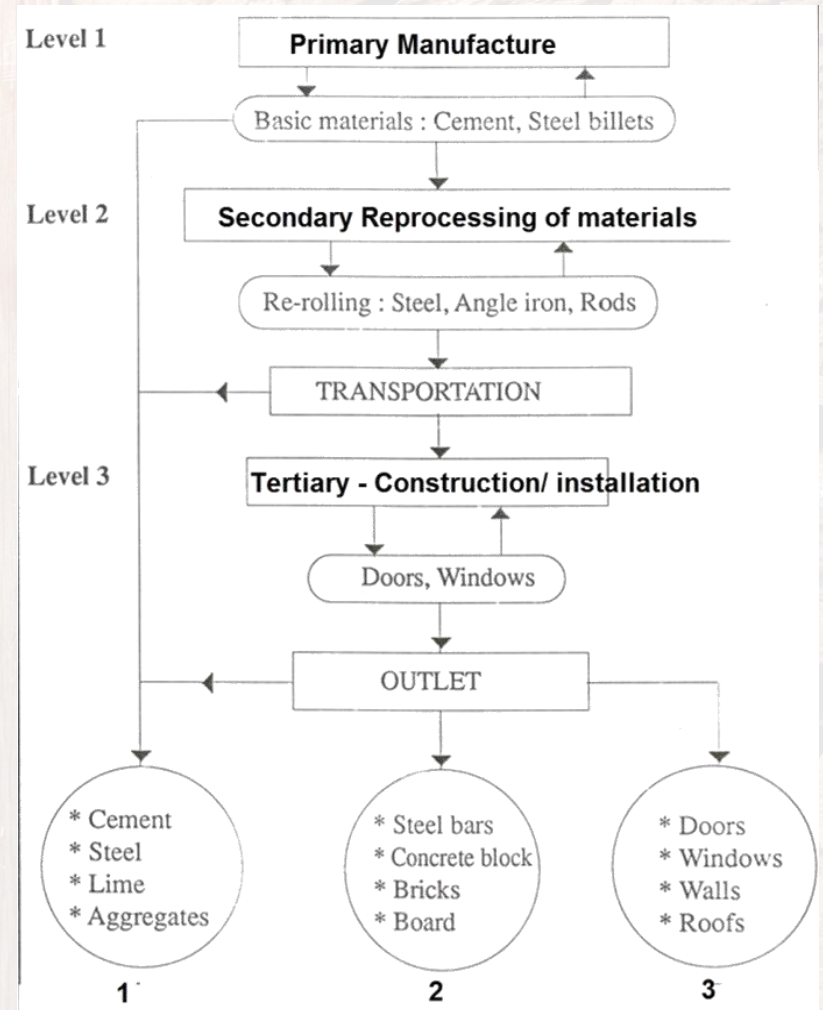 Level 1
Primary Manufacture
Basic materials : Cement, Steel billets
Level 2
Secondary Reprocessing of materials
Re-rolling : Steel, Angle iron, Rods
TRANSPORTATION
Level 3
Tertiary - Construction/ installation
Doors, Windows
OUTLET
* Cement
* Steel
* Lime
* Aggregates
* Steel bars
* Concrete block
* Bricks
* Board
* Doors
* Windows
* Walls
* Roofs
1
2
3